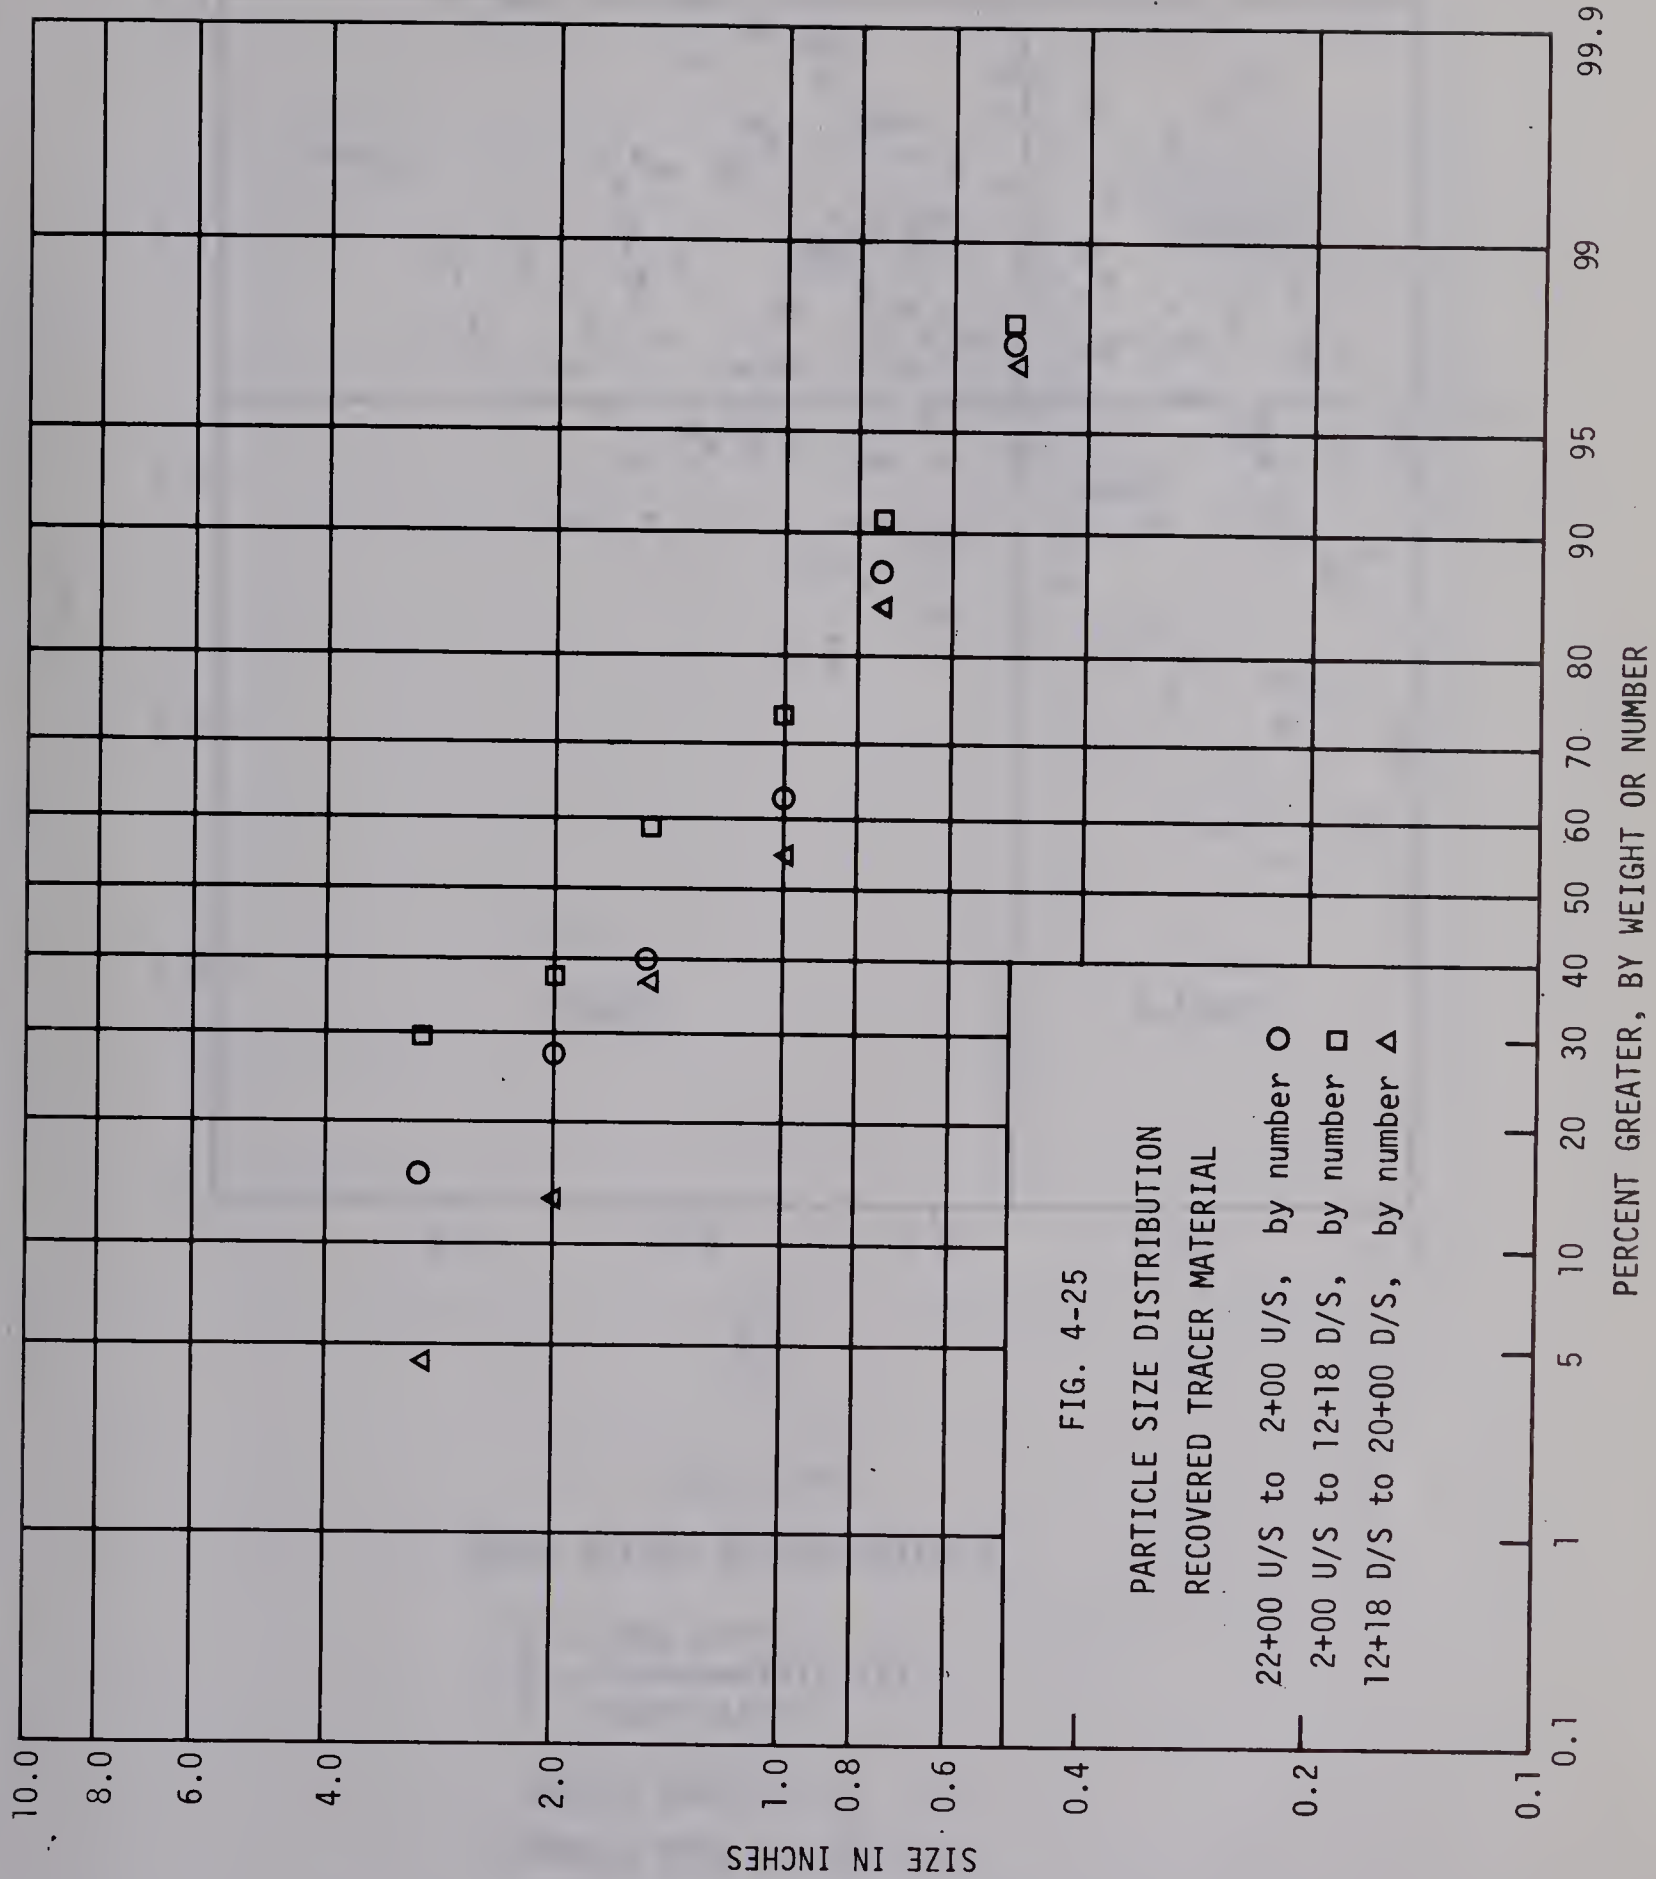 10.0
8.0
6.0
4.0
2.0
1.0
0.8
0.6
0.4
0.2
0.1
SIZE IN INCHES
FIG. 4-25
PARTICLE SIZE DISTRIBUTION
RECOVERED TRACER MATERIAL
22+00 U/S to 2+00 U/S, by number
2+00 U/S to 12+18 D/S, by number
12+18 D/S to 20+00 D/S, by number
0.1 1 5 10 20 30 40 50 60 70 80 90 95 99 99.9
PERCENT GREATER, BY WEIGHT OR NUMBER